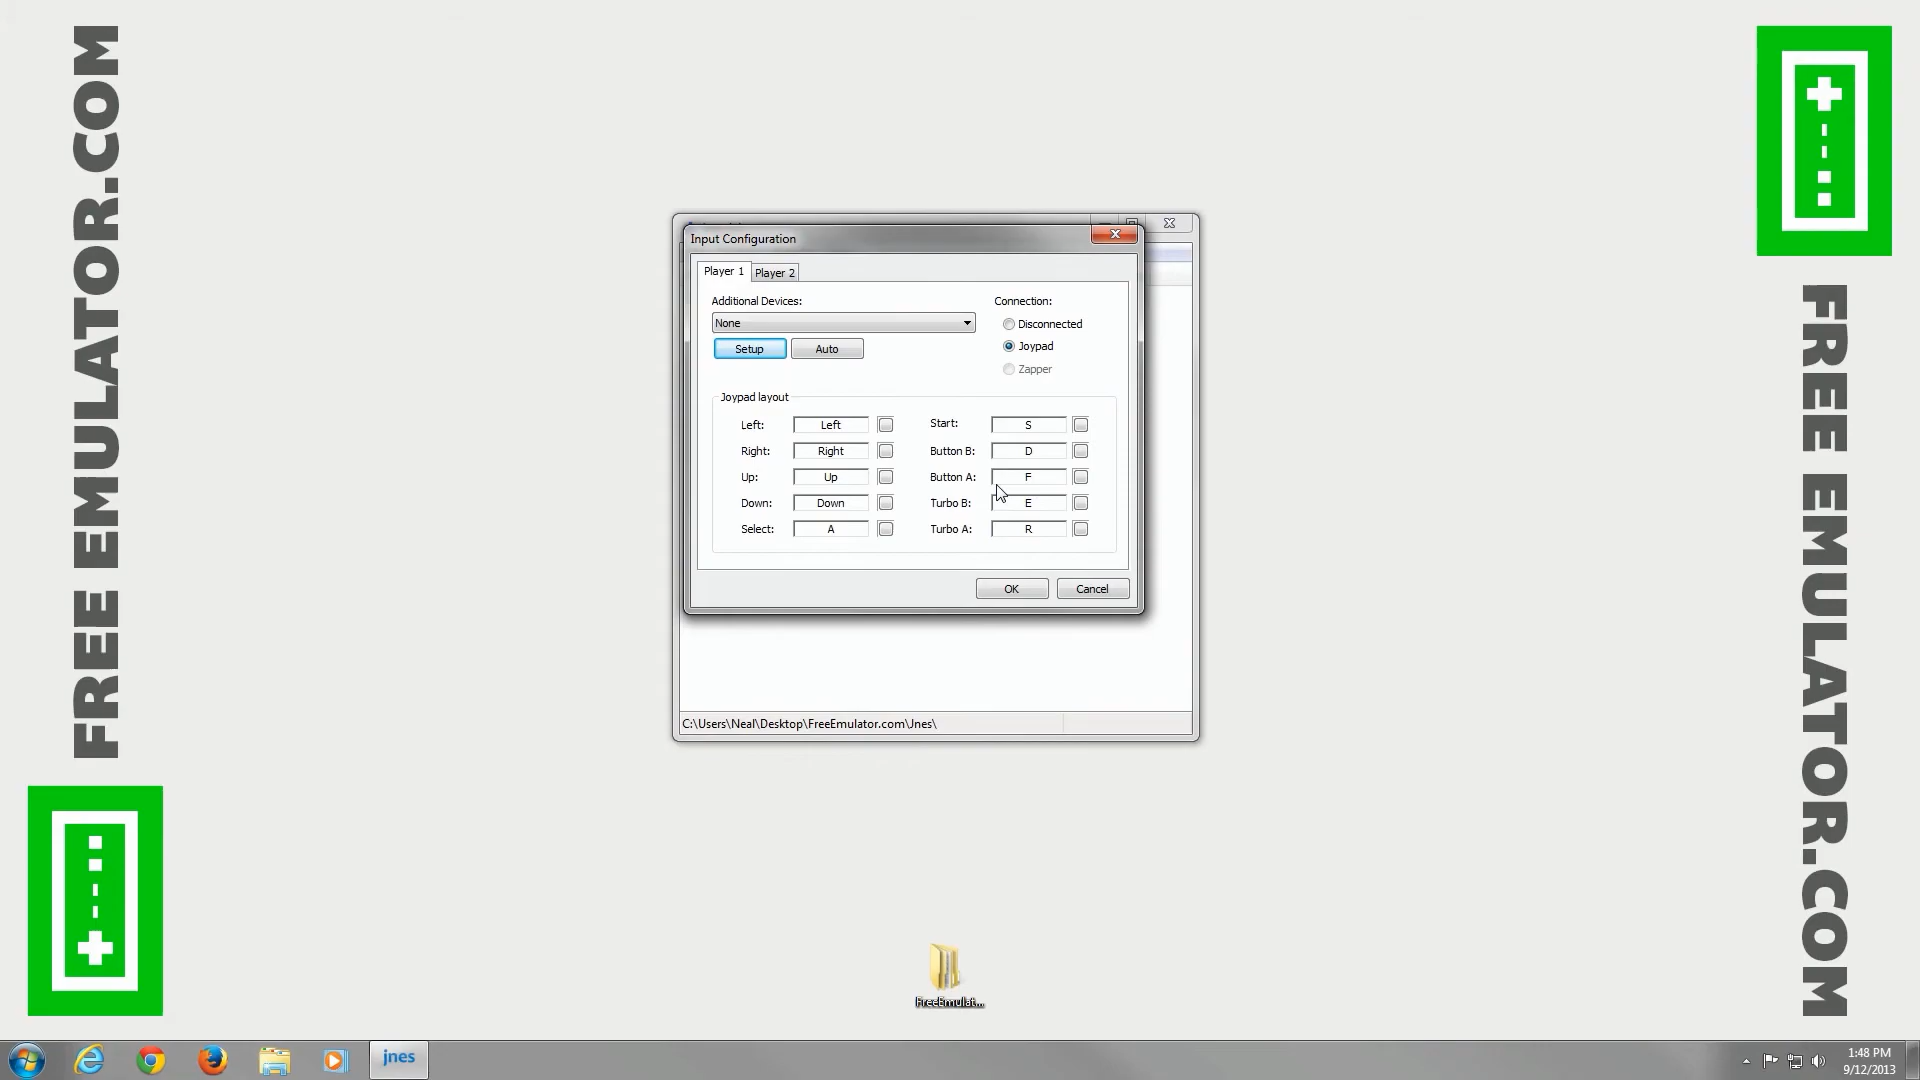 FREE EMULATOR.COM
FREE EMULATOR.COM
Input Configuration
Player 1
Player 2
Additional Devices:
None
Setup
Auto
Connection:
Disconnected
Joypad
Zapper
Joypad layout
Left: Left
Right: Right
Up: Up
Down: Down
Select: A
Start: S
Button B: D
Button A: F
Turbo B: E
Turbo A: R
OK
Cancel
C:\Users\Neal\Desktop\FreeEmulator.com\Jnes\
FreeEmulat...
jnes
1:48 PM
9/12/2013